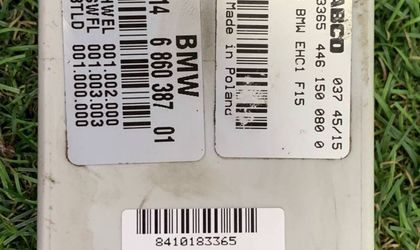 BMW
14 6 860 387 01
HWEL 001.002.000
SWFL 001.003.003
BTLD 001.000.000
ABCO 037 45/15
3365 446 150 080 0
BMW EHC1 F15
Made in Poland
8410183365